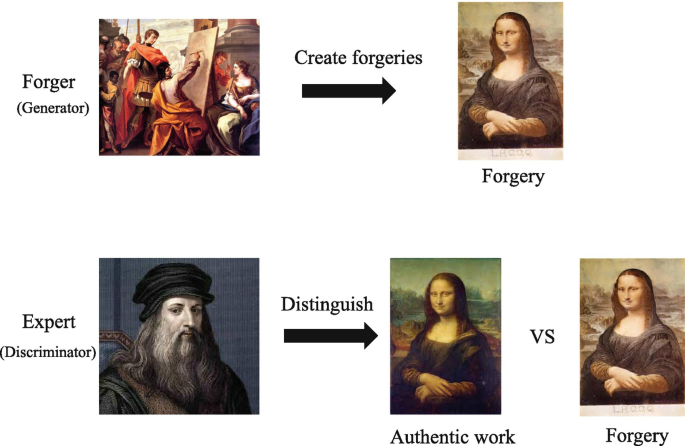 Forger
(Generator)
Create forgeries
L.H.O.O.Q
Forgery
Expert
(Discriminator)
Distinguish
VS
Authentic work
Forgery